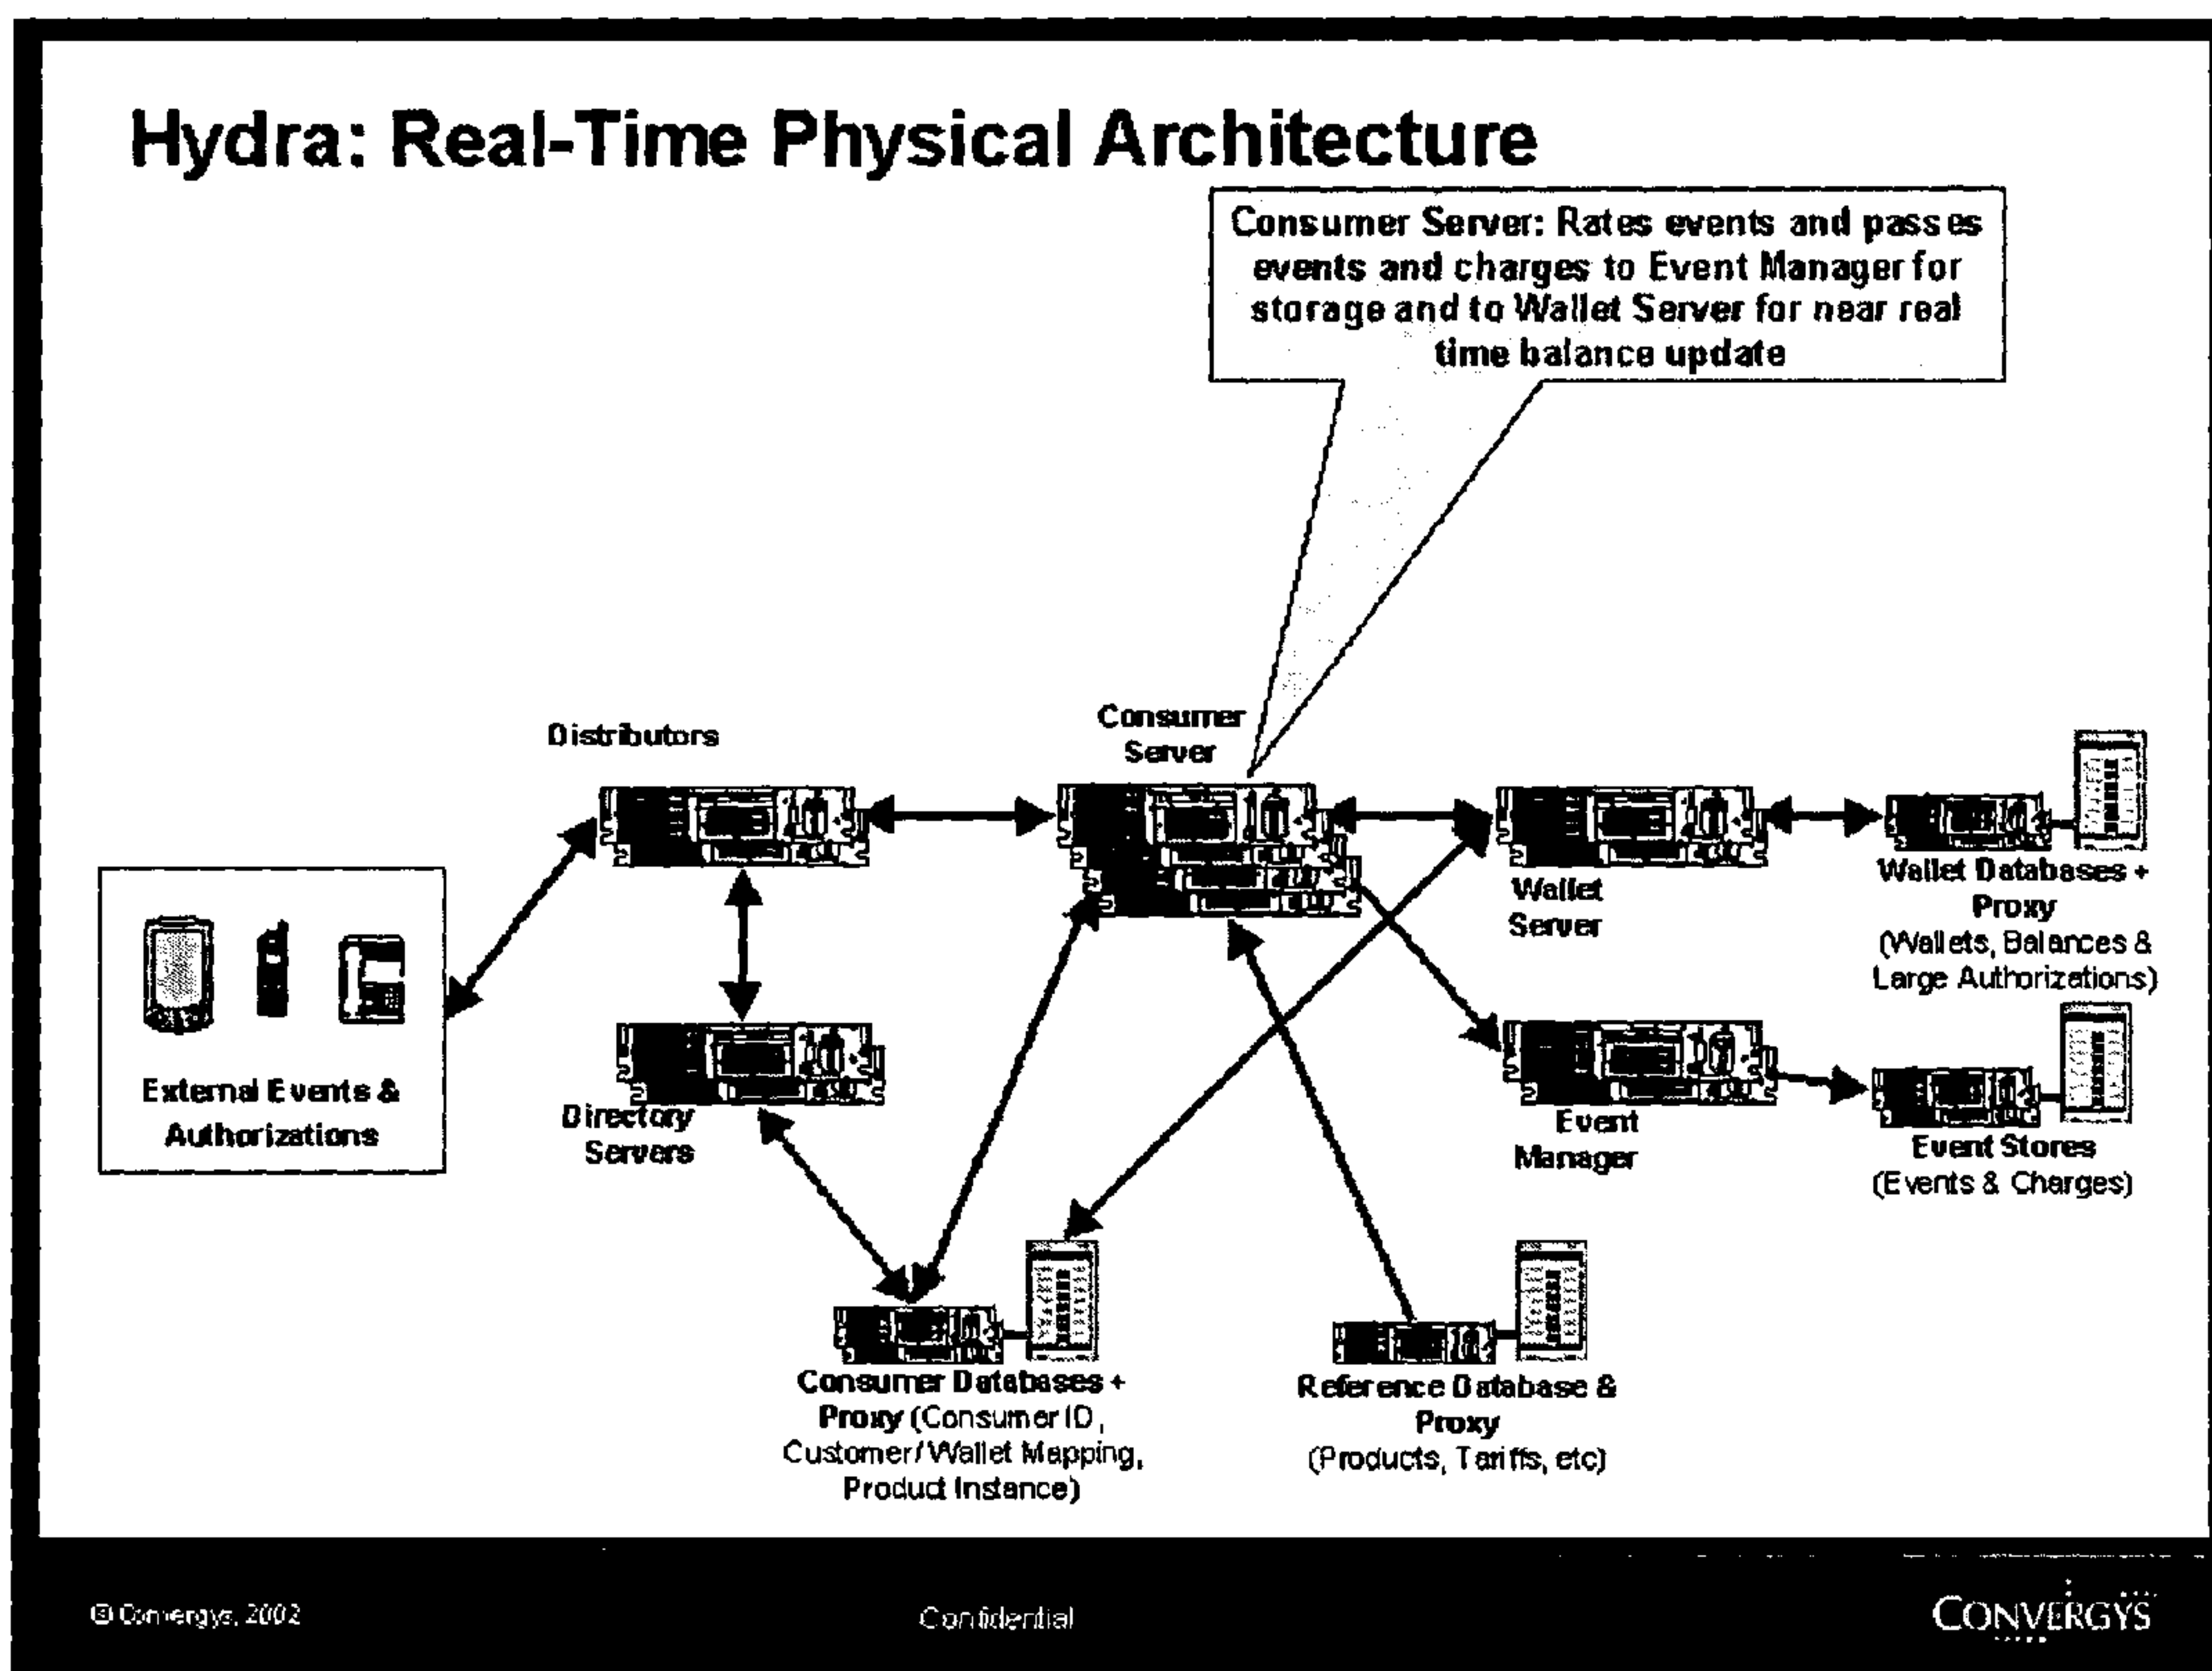 Hydra: Real-Time Physical Architecture
Consumer Server: Rates events and passes
events and charges to Event Manager for
storage and to Wallet Server for near real
time balance update
Distributors
Consumer
Server
Wallet
Server
Wallet Databases +
Proxy
(Wallets, Balances &
Large Authorizations)
External Events &
Authorizations
Directory
Servers
Event
Manager
Event Stores
(Events & Charges)
Consumer Databases +
Proxy (Consumer ID,
Customer/Wallet Mapping,
Product Instance)
Reference Database &
Proxy
(Products, Tariffs, etc)
© Convergys, 2002
Confidential
CONVERGYS